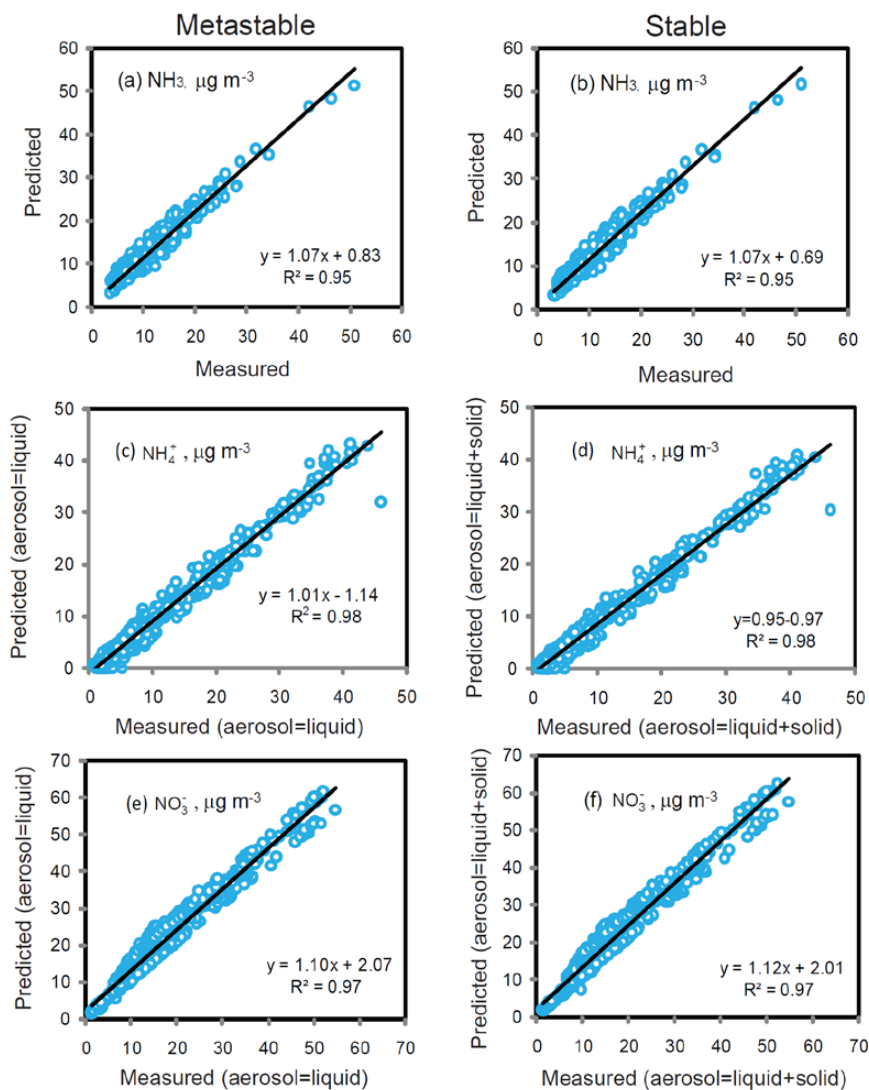 Metastable
Stable
(a) NH3, μg m-3
Predicted
60
50
40
30
20
10
0
y = 1.07x + 0.83
R² = 0.95
0 10 20 30 40 50 60
Measured
(b) NH3, μg m-3
Predicted
60
50
40
30
20
10
0
y = 1.07x + 0.69
R² = 0.95
0 10 20 30 40 50 60
Measured
(c) NH4+, μg m-3
Predicted (aerosol=liquid)
50
40
30
20
10
0
y = 1.01x - 1.14
R2 = 0.98
0 10 20 30 40 50
Measured (aerosol=liquid)
(d) NH4+, μg m-3
Predicted (aerosol=liquid+solid)
50
40
30
20
10
0
y=0.95-0.97
R² = 0.98
0 10 20 30 40 50
Measured (aerosol=liquid+solid)
(e) NO3-, μg m-3
Predicted (aerosol=liquid)
70
60
50
40
30
20
10
0
y = 1.10x + 2.07
R² = 0.97
0 10 20 30 40 50 60 70
Measured (aerosol=liquid)
(f) NO3-, μg m-3
Predicted (aerosol=liquid+solid)
70
60
50
40
30
20
10
0
y = 1.12x + 2.01
R² = 0.97
0 10 20 30 40 50 60 70
Measured (aerosol=liquid+solid)